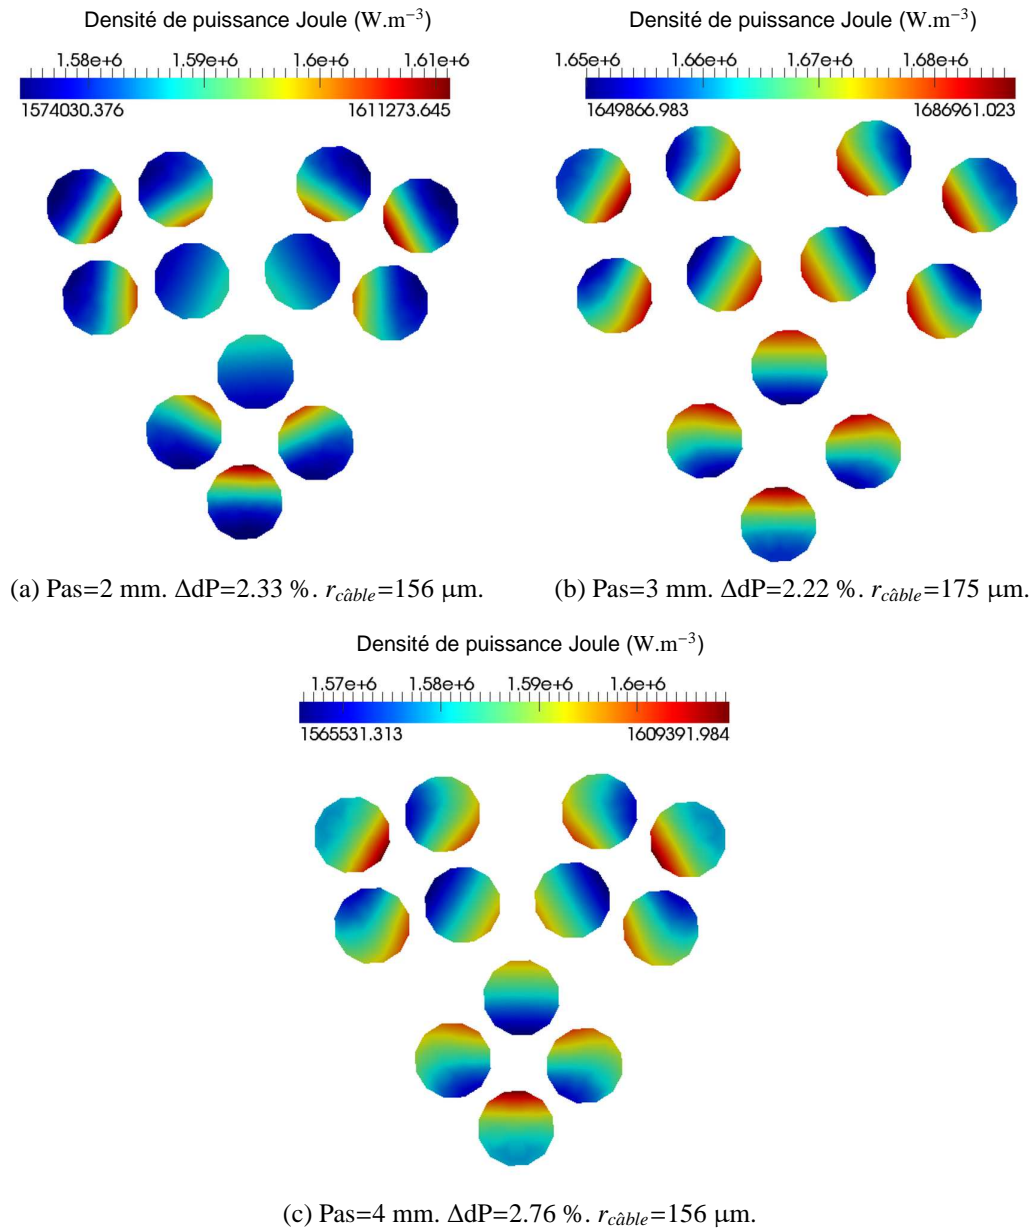 Densité de puissance Joule (W.m⁻³)
1.58e+6 1.59e+6 1.6e+6 1.61e+6
1574030.376 1611273.645
Densité de puissance Joule (W.m⁻³)
1.65e+6 1.66e+6 1.67e+6 1.68e+6
1649866.983 1686961.023
(a) Pas=2 mm. ΔdP=2.33 %. r_câble=156 μm.
(b) Pas=3 mm. ΔdP=2.22 %. r_câble=175 μm.
Densité de puissance Joule (W.m⁻³)
1.57e+6 1.58e+6 1.59e+6 1.6e+6
1565531.313 1609391.984
(c) Pas=4 mm. ΔdP=2.76 %. r_câble=156 μm.